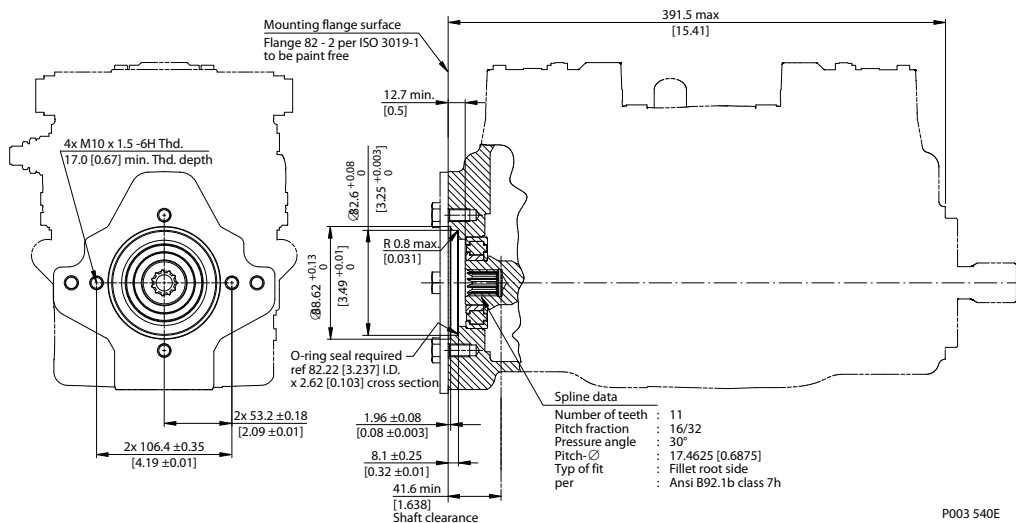 391.5 max
[15.41]
Mounting flange surface
Flange 82 - 2 per ISO 3019-1
to be paint free
12.7 min.
[0.5]
4x M10 x 1.5 -6H Thd.
17.0 [0.67] min. Thd. depth
Ø82.6 +0.08 0
[3.25 +0.003 0]
R 0.8 max.
[0.031]
Ø88.62 +0.13 0
[3.49 +0.01 0]
O-ring seal required
ref 82.22 [3.237] I.D.
x 2.62 [0.103] cross section
2x 53.2 ±0.18
[2.09 ±0.01]
2x 106.4 ±0.35
[4.19 ±0.01]
1.96 ±0.08
[0.08 ±0.003]
8.1 ±0.25
[0.32 ±0.01]
41.6 min
[1.638]
Shaft clearance
Spline data
Number of teeth : 11
Pitch fraction : 16/32
Pressure angle : 30°
Pitch-Ø : 17.4625 [0.6875]
Typ of fit : Fillet root side
per : Ansi B92.1b class 7h
P003 540E